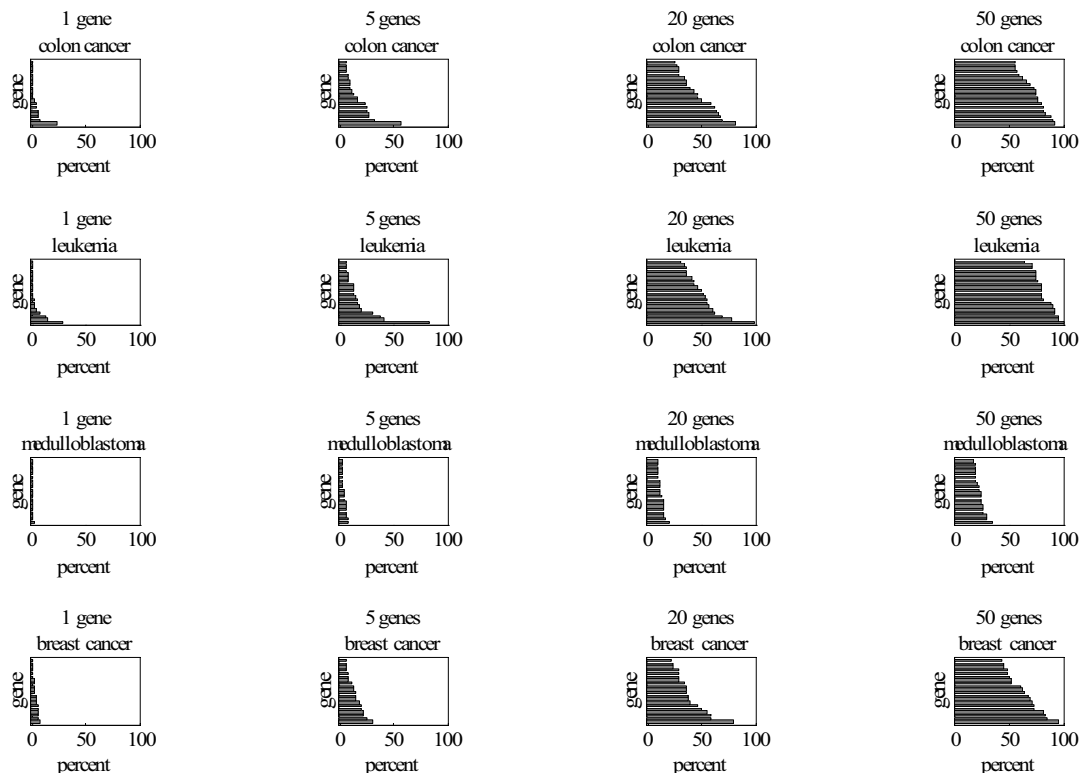 1 gene
colon cancer
gene
0 50 100
percent
5 genes
colon cancer
gene
0 50 100
percent
20 genes
colon cancer
gene
0 50 100
percent
50 genes
colon cancer
gene
0 50 100
percent
1 gene
leukemia
gene
0 50 100
percent
5 genes
leukemia
gene
0 50 100
percent
20 genes
leukemia
gene
0 50 100
percent
50 genes
leukemia
gene
0 50 100
percent
1 gene
medulloblastoma
gene
0 50 100
percent
5 genes
medulloblastoma
gene
0 50 100
percent
20 genes
medulloblastoma
gene
0 50 100
percent
50 genes
medulloblastoma
gene
0 50 100
percent
1 gene
breast cancer
gene
0 50 100
percent
5 genes
breast cancer
gene
0 50 100
percent
20 genes
breast cancer
gene
0 50 100
percent
50 genes
breast cancer
gene
0 50 100
percent